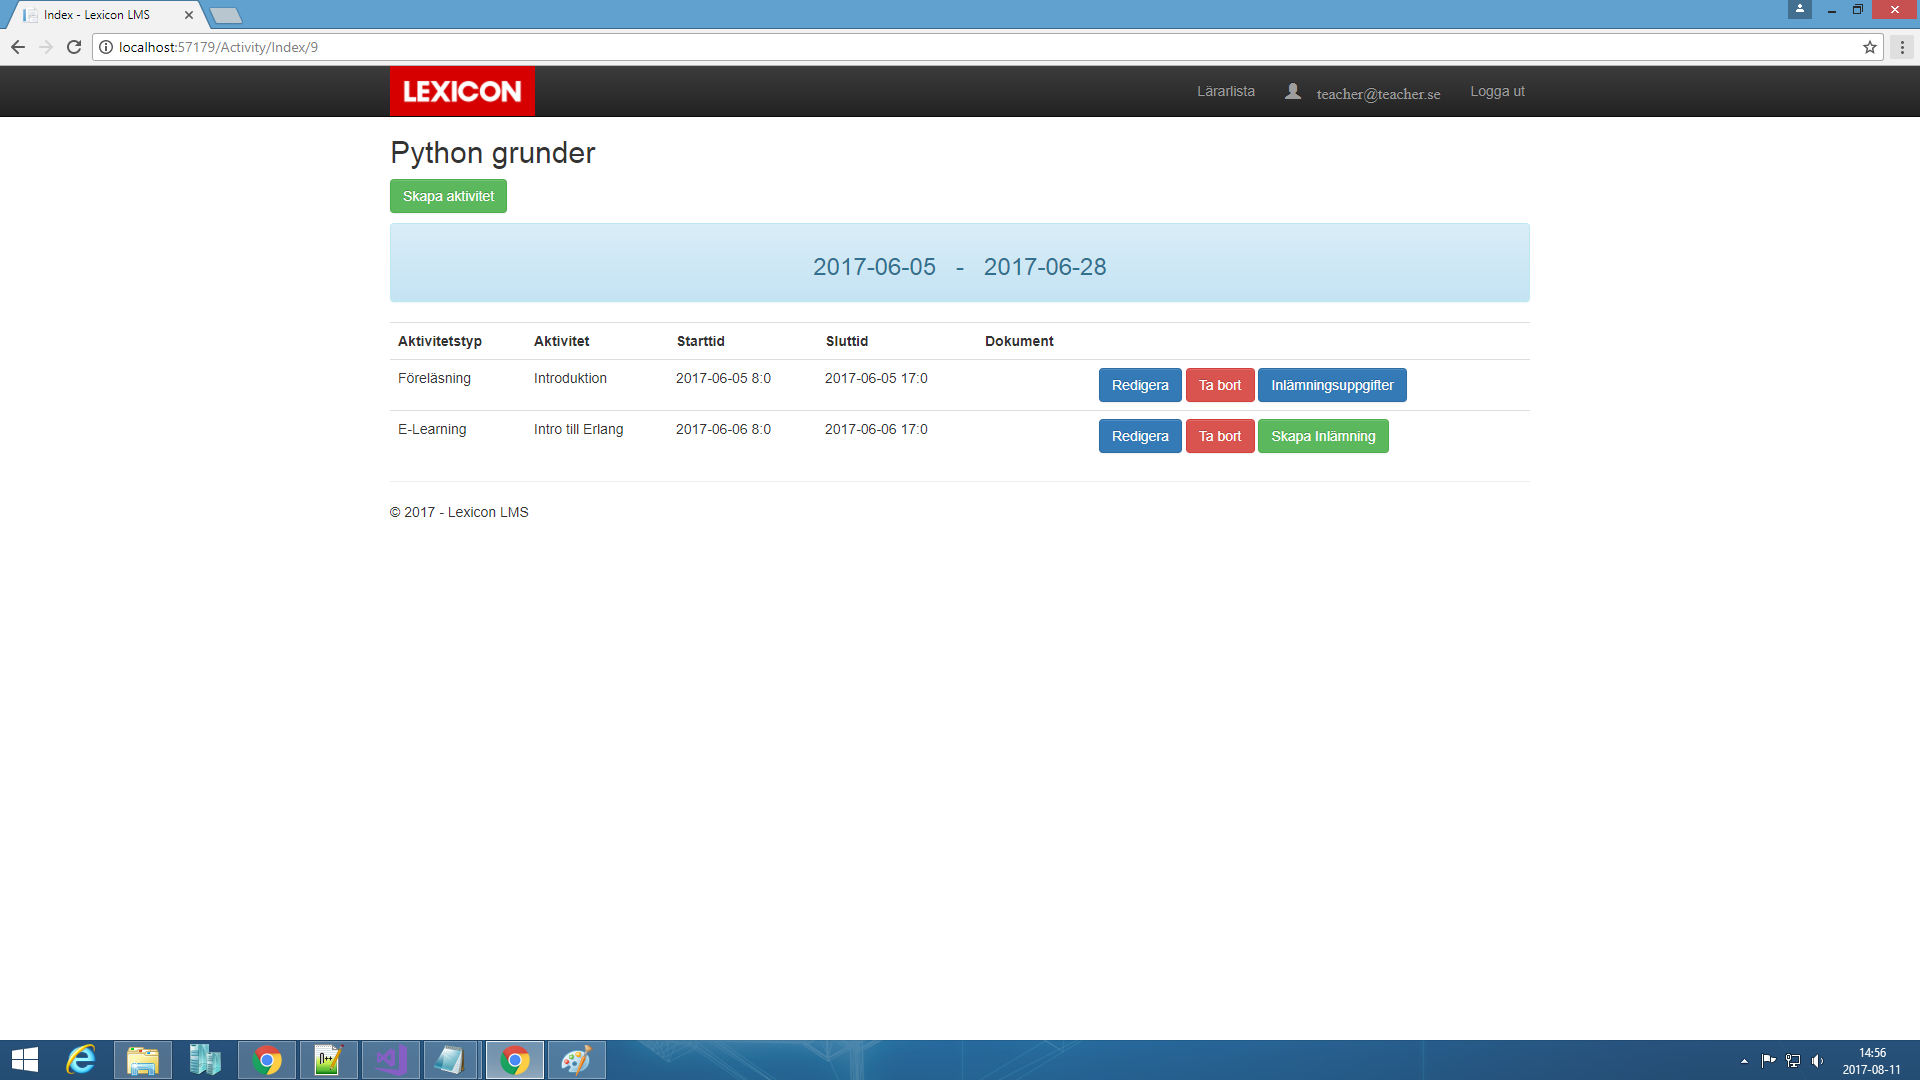 Index - Lexicon LMS
localhost:57179/Activity/Index/9
LEXICON
Lärarlista teacher@teacher.se Logga ut
Python grunder
Skapa aktivitet
2017-06-05 - 2017-06-28
Aktivitetstyp Aktivitet Starttid Sluttid Dokument
Föreläsning Introduktion 2017-06-05 8:0 2017-06-05 17:0 Redigera Ta bort Inlämningsuppgifter
E-Learning Intro till Erlang 2017-06-06 8:0 2017-06-06 17:0 Redigera Ta bort Skapa Inlämning
© 2017 - Lexicon LMS
14:56
2017-08-11